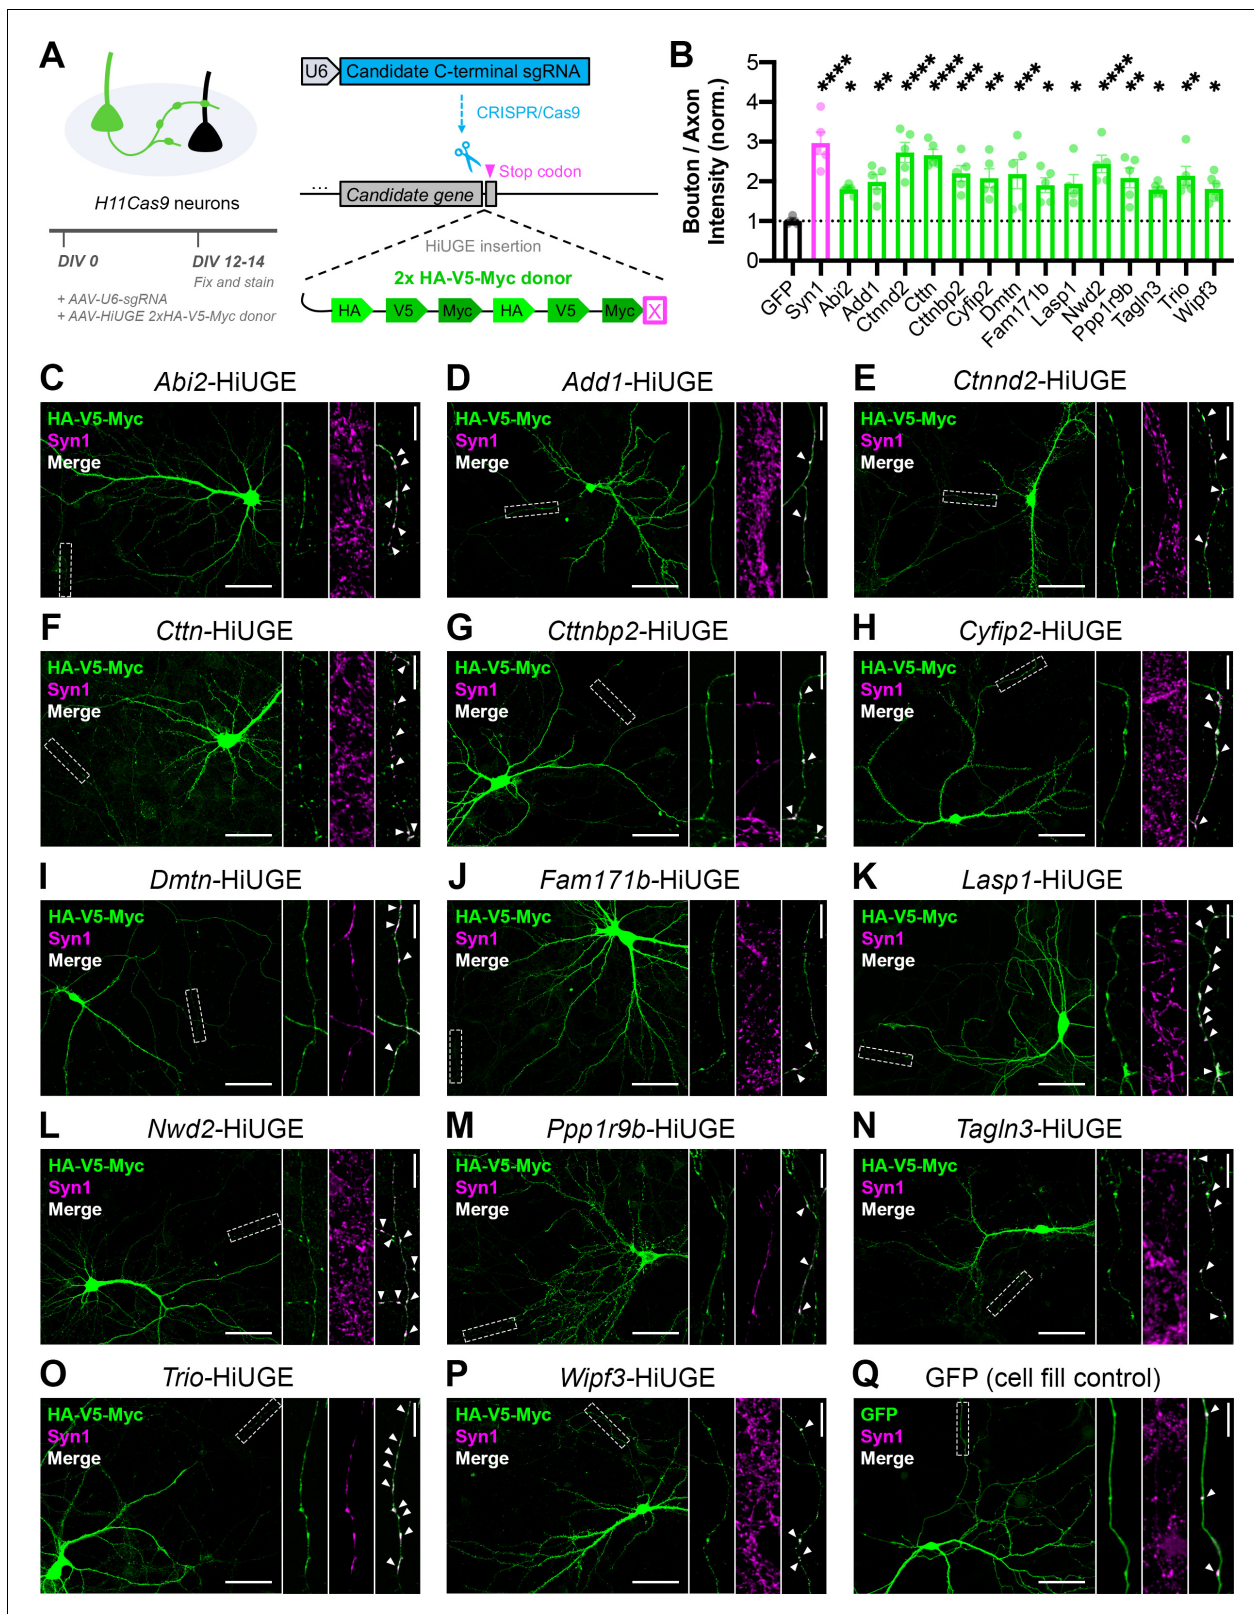 A
U6
Candidate C-terminal sgRNA
CRISPR/Cas9
Stop codon
...
Candidate gene
HiUGE insertion
2x HA-V5-Myc donor
HA V5 Myc HA V5 Myc X
H11Cas9 neurons
DIV 0
DIV 12-14
Fix and stain
+ AAV-U6-sgRNA
+ AAV-HiUGE 2xHA-V5-Myc donor
B
Bouton / Axon
Intensity (norm.)
5
4
3
2
1
0
**** * ** **** **** *** ** *** * * **** ** * ** *
GFP
Syn1
Abi2
Add1
Ctnnd2
Cttn
Cttnbp2
Cyfip2
Dmtn
Fam171b
Lasp1
Nwd2
Ppp1r9b
Tagln3
Trio
Wipf3
C
Abi2-HiUGE
HA-V5-Myc
Syn1
Merge
D
Add1-HiUGE
HA-V5-Myc
Syn1
Merge
E
Ctnnd2-HiUGE
HA-V5-Myc
Syn1
Merge
F
Cttn-HiUGE
HA-V5-Myc
Syn1
Merge
G
Cttnbp2-HiUGE
HA-V5-Myc
Syn1
Merge
H
Cyfip2-HiUGE
HA-V5-Myc
Syn1
Merge
I
Dmtn-HiUGE
HA-V5-Myc
Syn1
Merge
J
Fam171b-HiUGE
HA-V5-Myc
Syn1
Merge
K
Lasp1-HiUGE
HA-V5-Myc
Syn1
Merge
L
Nwd2-HiUGE
HA-V5-Myc
Syn1
Merge
M
Ppp1r9b-HiUGE
HA-V5-Myc
Syn1
Merge
N
Tagln3-HiUGE
HA-V5-Myc
Syn1
Merge
O
Trio-HiUGE
HA-V5-Myc
Syn1
Merge
P
Wipf3-HiUGE
HA-V5-Myc
Syn1
Merge
Q
GFP (cell fill control)
GFP
Syn1
Merge